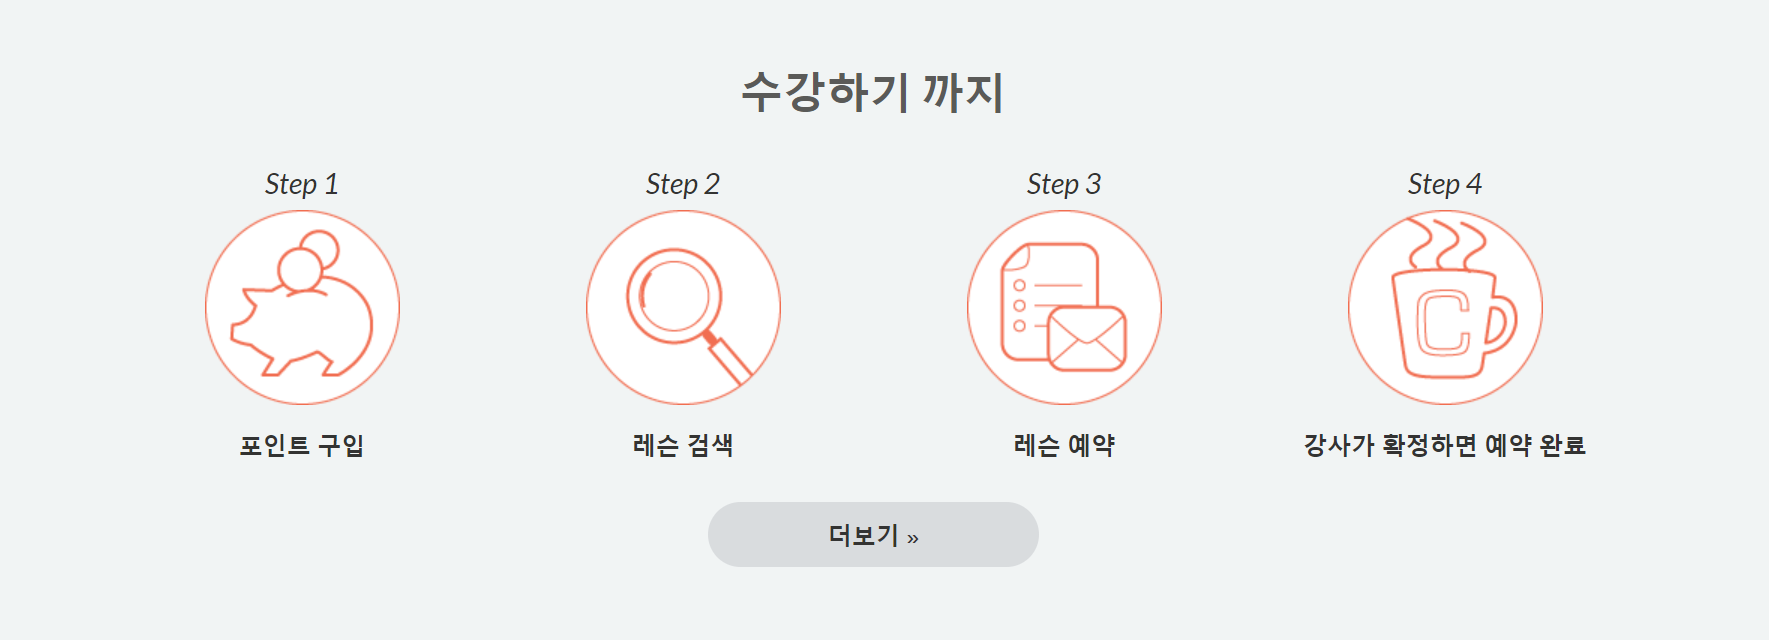 수강하기 까지
Step 1
Step 2
Step 3
Step 4
C
포인트 구입
레슨 검색
레슨 예약
강사가 확정하면 예약 완료
더보기 »